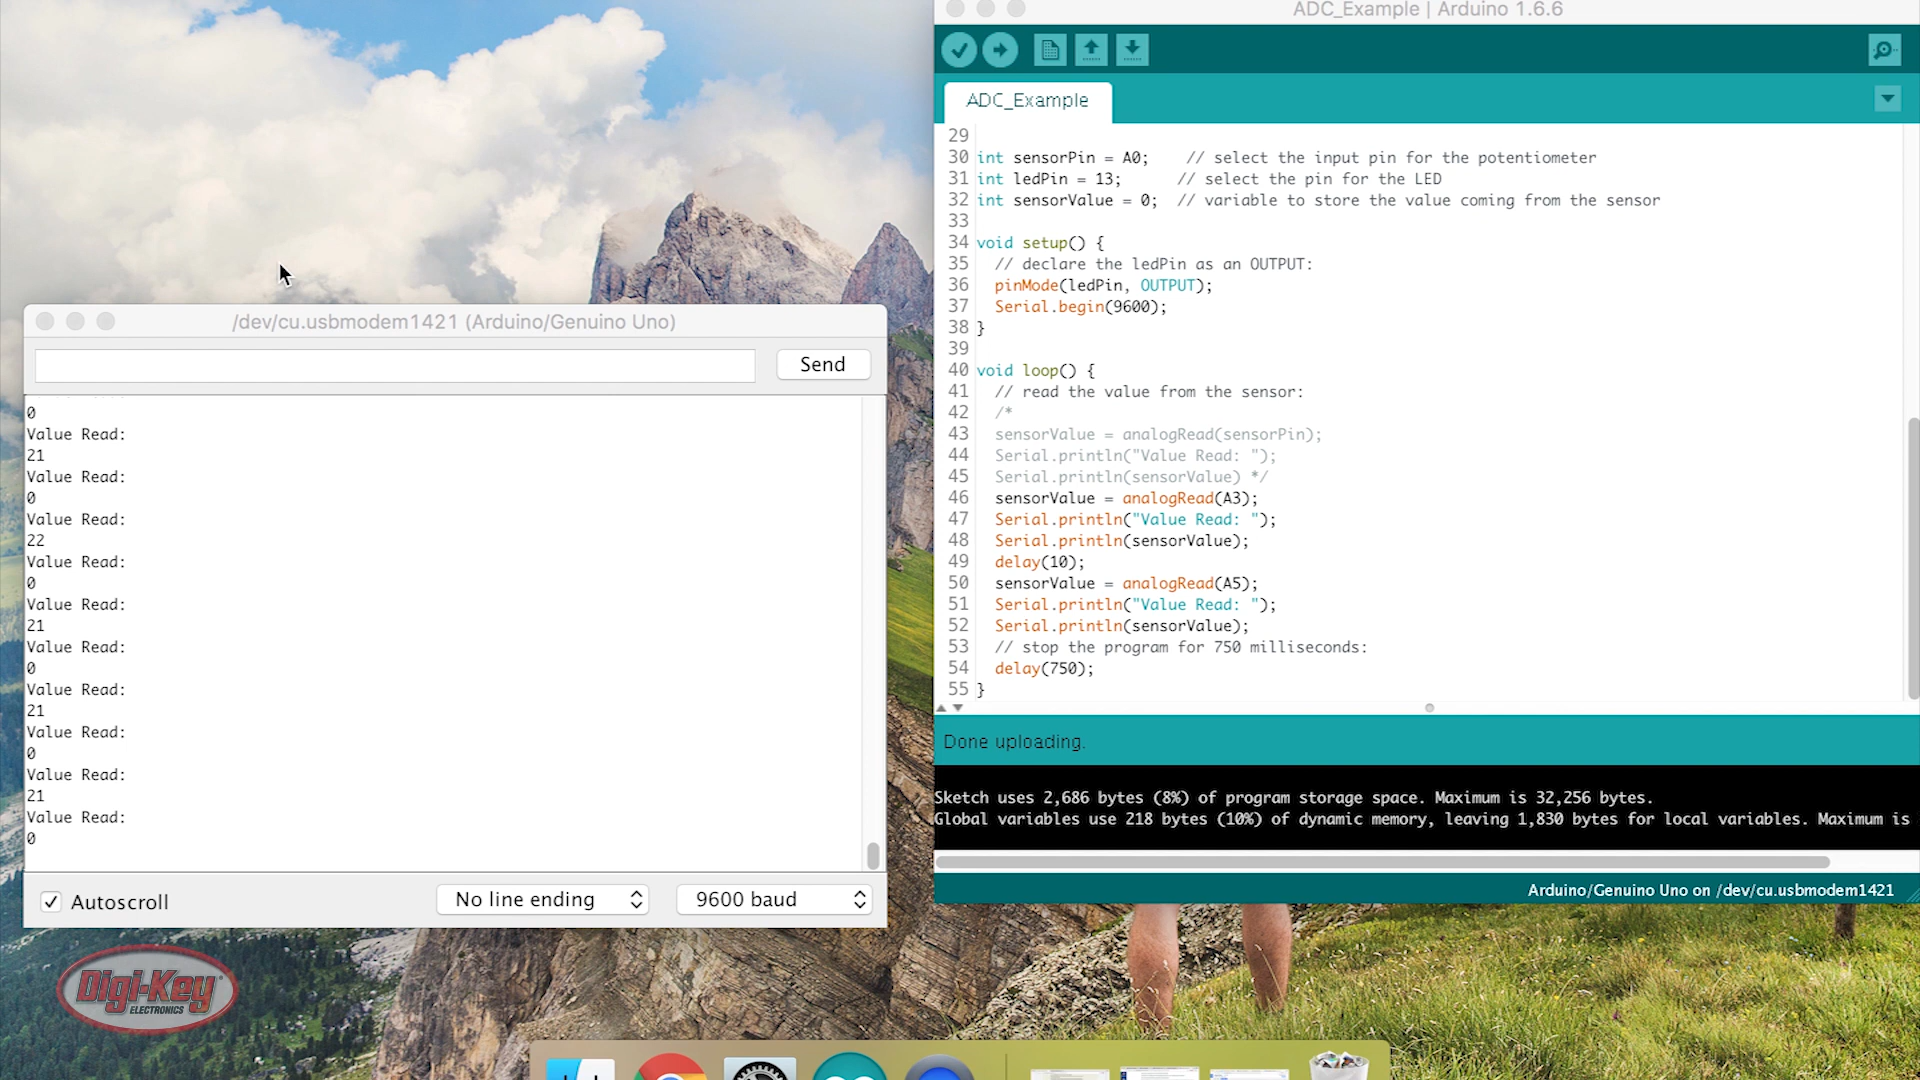 ADC_Example | Arduino 1.6.6
ADC_Example
29
30 int sensorPin = A0;    // select the input pin for the potentiometer
31 int ledPin = 13;      // select the pin for the LED
32 int sensorValue = 0;  // variable to store the value coming from the sensor
33
34 void setup() {
35   // declare the ledPin as an OUTPUT:
36   pinMode(ledPin, OUTPUT);
37   Serial.begin(9600);
38 }
39
40 void loop() {
41   // read the value from the sensor:
42   /*
43   sensorValue = analogRead(sensorPin);
44   Serial.println("Value Read: ");
45   Serial.println(sensorValue) */
46   sensorValue = analogRead(A3);
47   Serial.println("Value Read: ");
48   Serial.println(sensorValue);
49   delay(10);
50   sensorValue = analogRead(A5);
51   Serial.println("Value Read: ");
52   Serial.println(sensorValue);
53   // stop the program for 750 milliseconds:
54   delay(750);
55 }
Done uploading.
Sketch uses 2,686 bytes (8%) of program storage space. Maximum is 32,256 bytes.
Global variables use 218 bytes (10%) of dynamic memory, leaving 1,830 bytes for local variables. Maximum is
Arduino/Genuino Uno on /dev/cu.usbmodem1421
/dev/cu.usbmodem1421 (Arduino/Genuino Uno)
Send
0
Value Read:
21
Value Read:
0
Value Read:
22
Value Read:
0
Value Read:
21
Value Read:
0
Value Read:
21
Value Read:
0
Value Read:
21
Value Read:
0
Autoscroll
No line ending
9600 baud
Digi-Key
ELECTRONICS